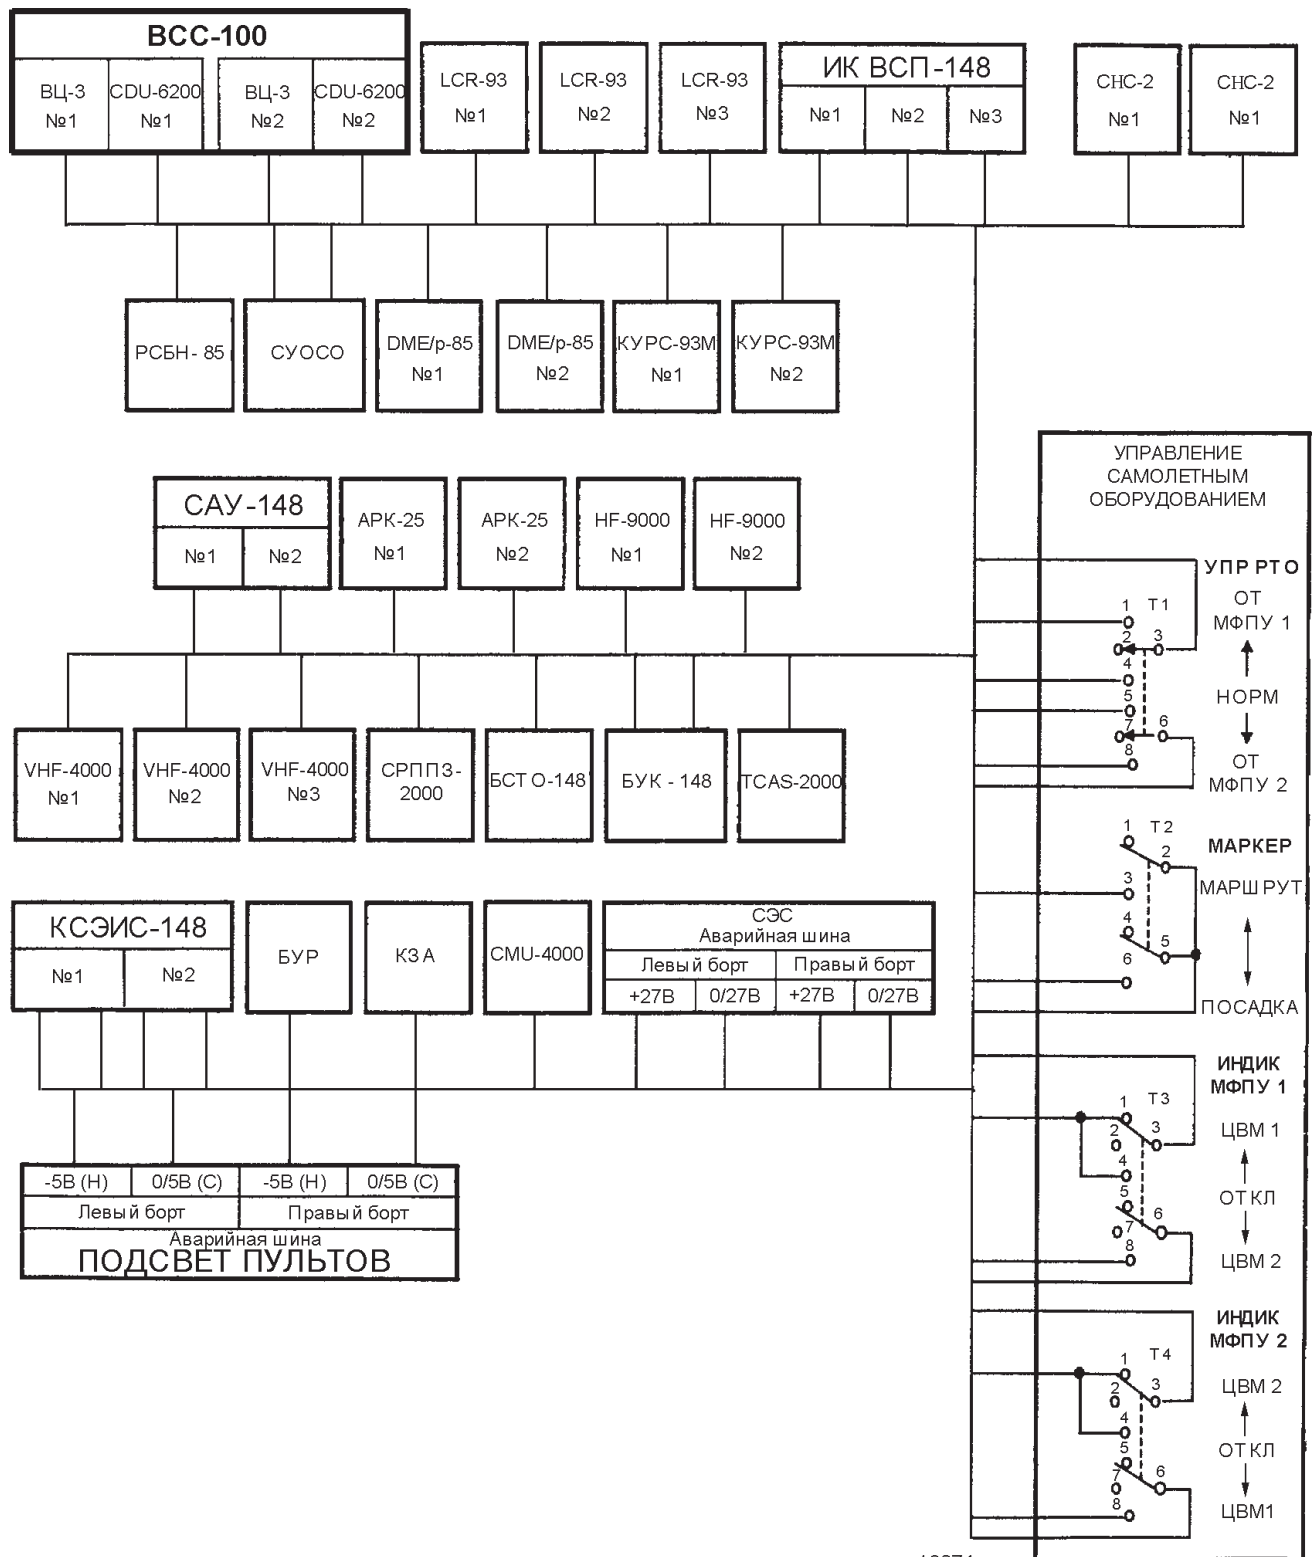 ВСС-100
ВЦ-3 №1
CDU-6200 №1
ВЦ-3 №2
CDU-6200 №2
LCR-93 №1
LCR-93 №2
LCR-93 №3
ИК ВСП-148
№1 №2 №3
СНС-2 №1
СНС-2 №1
РСБН-85
СУОСО
DME/p-85 №1
DME/p-85 №2
КУРС-93М №1
КУРС-93М №2
САУ-148
№1 №2
АРК-25 №1
АРК-25 №2
HF-9000 №1
HF-9000 №2
VHF-4000 №1
VHF-4000 №2
VHF-4000 №3
СРППЗ-2000
БСТО-148
БУК-148
TCAS-2000
КСЭИС-148
№1 №2
БУР
КЗА
CMU-4000
СЭС
Аварийная шина
Левый борт Правый борт
+27В 0/27В +27В 0/27В
-5В (Н) 0/5В (С) -5В (Н) 0/5В (С)
Левый борт Правый борт
Аварийная шина
ПОДСВЕТ ПУЛЬТОВ
УПРАВЛЕНИЕ
САМОЛЕТНЫМ
ОБОРУДОВАНИЕМ
УПР РТО
1 Т1 ОТ
МФПУ 1
2 3
4
5 НОРМ
7 6
8 ОТ
МФПУ 2
1 Т2 МАРКЕР
2
3 МАРШРУТ
4
5
6
ПОСАДКА
ИНДИК
МФПУ 1
1 Т3
2 3 ЦВМ 1
4
5 ОТКЛ
7 6
8 ЦВМ 2
ИНДИК
МФПУ 2
1 Т4
2 3 ЦВМ 2
4
5 ОТКЛ
7 6
8 ЦВМ1